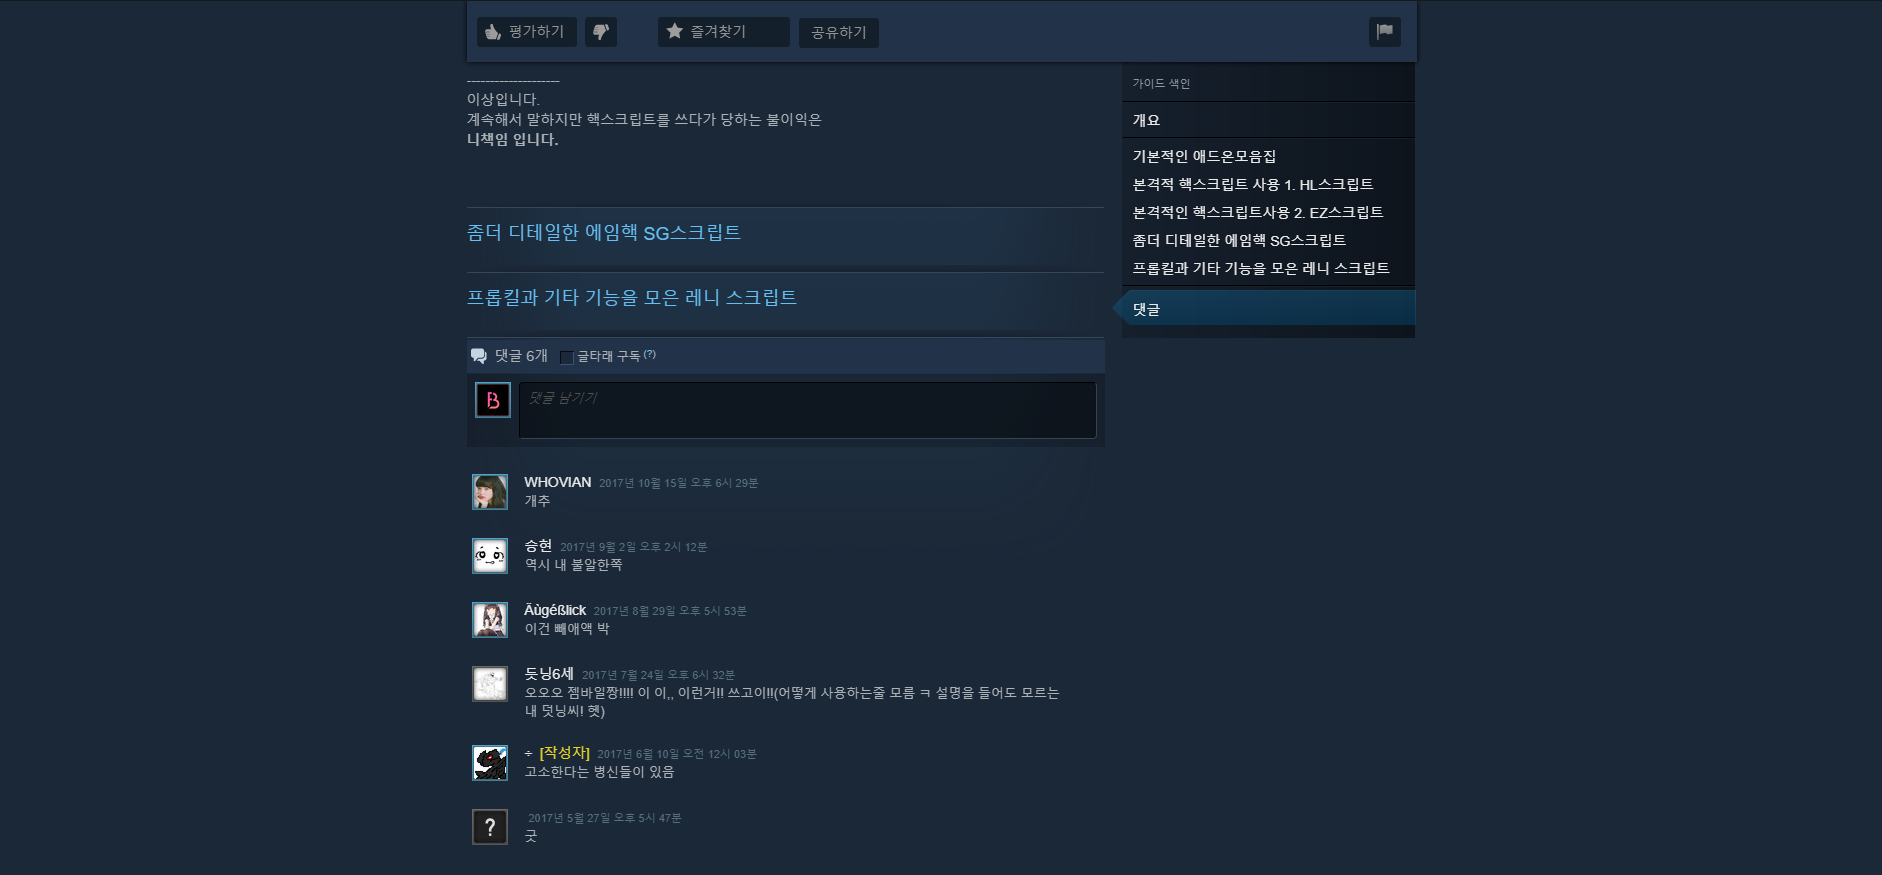 평가하기
즐겨찾기
공유하기
--------------------
이상입니다.
계속해서 말하지만 핵스크립트를 쓰다가 당하는 불이익은
니책임 입니다.
좀더 디테일한 에임핵 SG스크립트
프롭킬과 기타 기능을 모은 레니 스크립트
댓글 6개 글타래 구독 (?)
댓글 남기기
WHOVIAN 2017년 10월 15일 오후 6시 29분
개추
승현 2017년 9월 2일 오후 2시 12분
역시 내 불알한쪽
Äùgéßlick 2017년 8월 29일 오후 5시 53분
이건 빼애액 박
듯닝6세 2017년 7월 24일 오후 6시 32분
오오오 젬바일짱!!!! 이 이,, 이런거!! 쓰고이!!(어떻게 사용하는줄 모름 ㅋ 설명을 들어도 모르는
내 덧닝씨! 헷)
÷ [작성자] 2017년 6월 10일 오전 12시 03분
고소한다는 병신들이 있음
2017년 5월 27일 오후 5시 47분
굿
가이드 색인
개요
기본적인 애드온모음집
본격적 핵스크립트 사용 1. HL스크립트
본격적인 핵스크립트사용 2. EZ스크립트
좀더 디테일한 에임핵 SG스크립트
프롭킬과 기타 기능을 모은 레니 스크립트
댓글